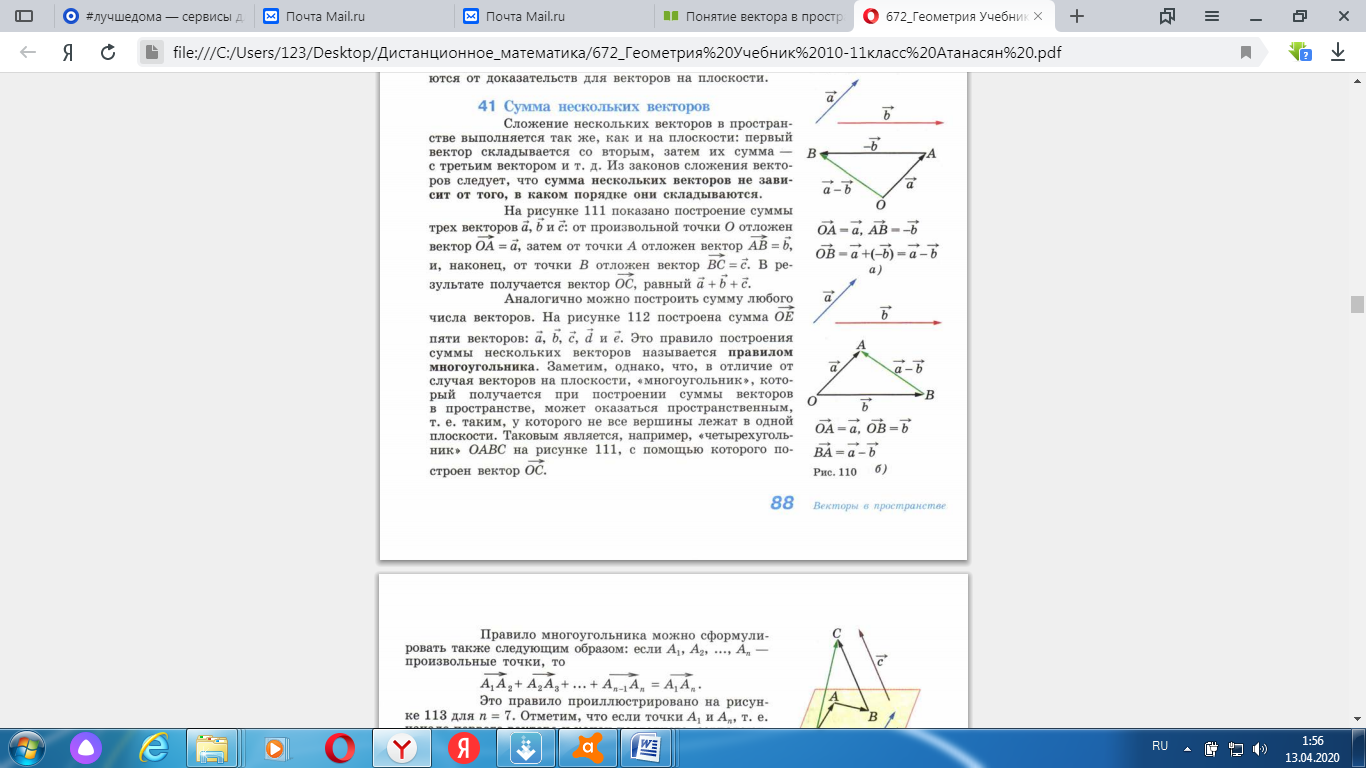 #лучшедома — сервисы д
Почта Mail.ru
Почта Mail.ru
Понятие вектора в простр
672_Геометрия Учебник
file:///C:/Users/123/Desktop/Дистанционное_математика/672_Геометрия%20Учебник%2010-11класс%20Атанасян%20.pdf
ются от доказательств для векторов на плоскости.
41 Сумма нескольких векторов
Сложение нескольких векторов в простран-
стве выполняется так же, как и на плоскости: первый
вектор складывается со вторым, затем их сумма —
с третьим вектором и т. д. Из законов сложения векто-
ров следует, что сумма нескольких векторов не зави-
сит от того, в каком порядке они складываются.
На рисунке 111 показано построение суммы
трех векторов a⃗, b⃗ и c⃗: от произвольной точки O отложен
вектор OA⃗ = a⃗, затем от точки A отложен вектор AB⃗ = b⃗,
и, наконец, от точки B отложен вектор BC⃗ = c⃗. В ре-
зультате получается вектор OC⃗, равный a⃗ + b⃗ + c⃗.
Аналогично можно построить сумму любого
числа векторов. На рисунке 112 построена сумма OE⃗
пяти векторов: a⃗, b⃗, c⃗, d⃗ и e⃗. Это правило построения
суммы нескольких векторов называется правилом
многоугольника. Заметим, однако, что, в отличие от
случая векторов на плоскости, «многоугольник», кото-
рый получается при построении суммы векторов
в пространстве, может оказаться пространственным,
т. е. таким, у которого не все вершины лежат в одной
плоскости. Таковым является, например, «четырехуголь-
ник» OABC на рисунке 111, с помощью которого по-
строен вектор OC⃗.
a⃗
b⃗
−b⃗
B
A
a⃗ − b⃗
a⃗
O
OA⃗ = a⃗, AB⃗ = −b⃗
OB⃗ = a⃗ +(−b⃗) = a⃗ − b⃗
а)
a⃗
b⃗
A
a⃗
a⃗ − b⃗
O
B
b⃗
OA⃗ = a⃗, OB⃗ = b⃗
BA⃗ = a⃗ − b⃗
Рис. 110 б)
88 Векторы в пространстве
Правило многоугольника можно сформули-
ровать также следующим образом: если A₁, A₂, ..., Aₙ —
произвольные точки, то
A₁A₂⃗ + A₂A₃⃗ + ... + Aₙ₋₁Aₙ⃗ = A₁Aₙ⃗.
Это правило проиллюстрировано на рисун-
ке 113 для n = 7. Отметим, что если точки A₁ и Aₙ, т. е.
C
c⃗
A
B
RU
1:56
13.04.2020